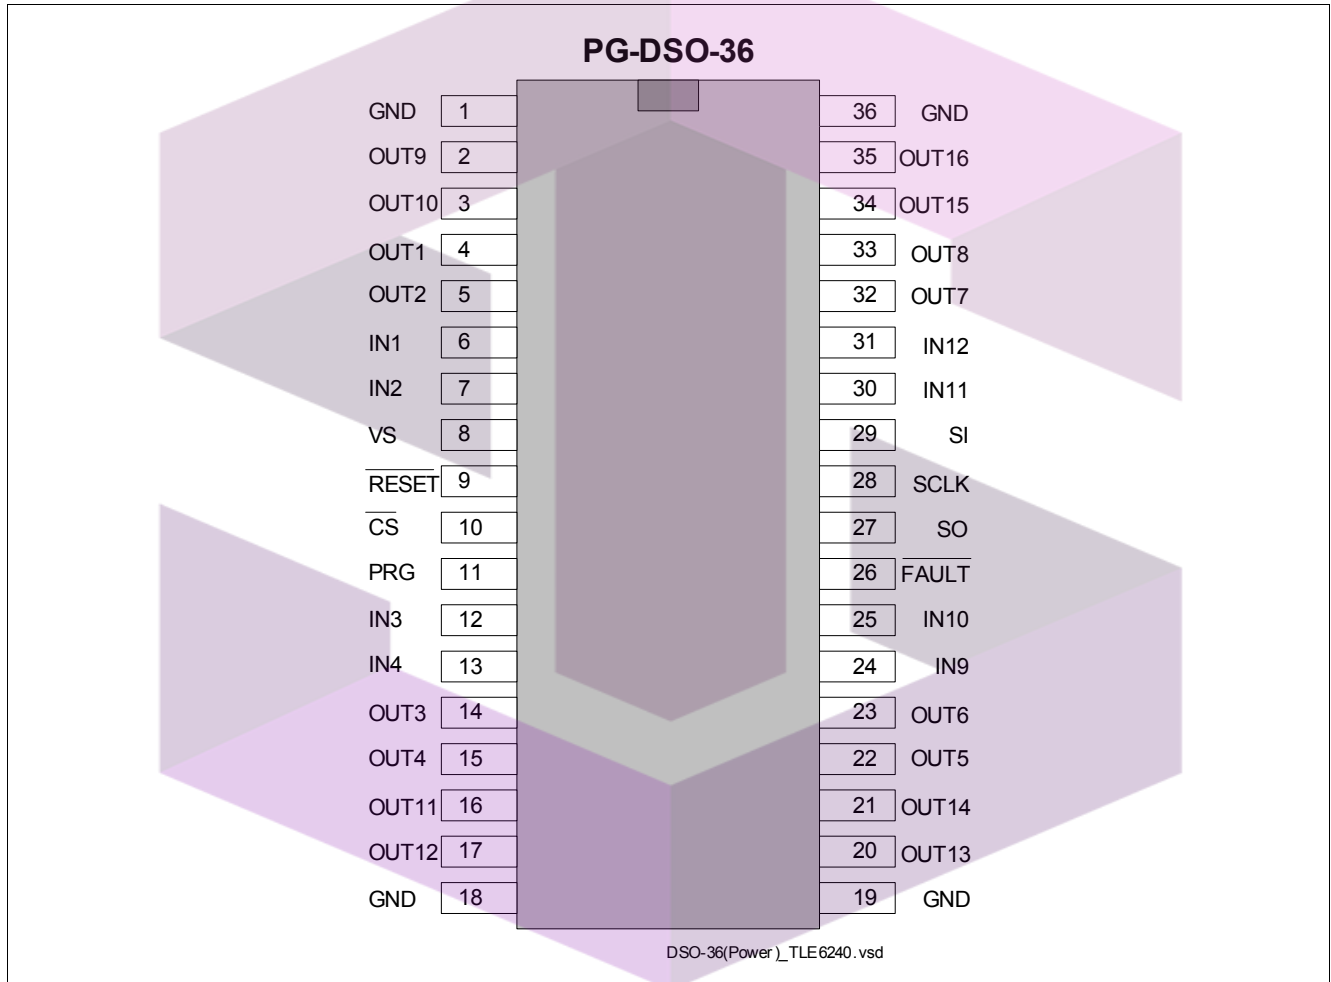 PG-DSO-36
GND 1 36 GND
OUT9 2 35 OUT16
OUT10 3 34 OUT15
OUT1 4 33 OUT8
OUT2 5 32 OUT7
IN1 6 31 IN12
IN2 7 30 IN11
VS 8 29 SI
RESET 9 28 SCLK
CS 10 27 SO
PRG 11 26 FAULT
IN3 12 25 IN10
IN4 13 24 IN9
OUT3 14 23 OUT6
OUT4 15 22 OUT5
OUT11 16 21 OUT14
OUT12 17 20 OUT13
GND 18 19 GND
DSO-36(Power)_TLE6240.vsd